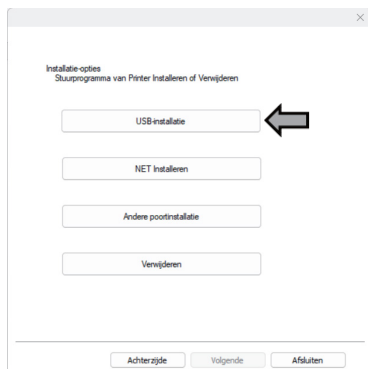 Installatie-opties
Stuurprogramma van Printer Installeren of Verwijderen
USB-installatie
NET Installeren
Andere poortinstallatie
Verwijderen
Achterzijde Volgende Afsluiten